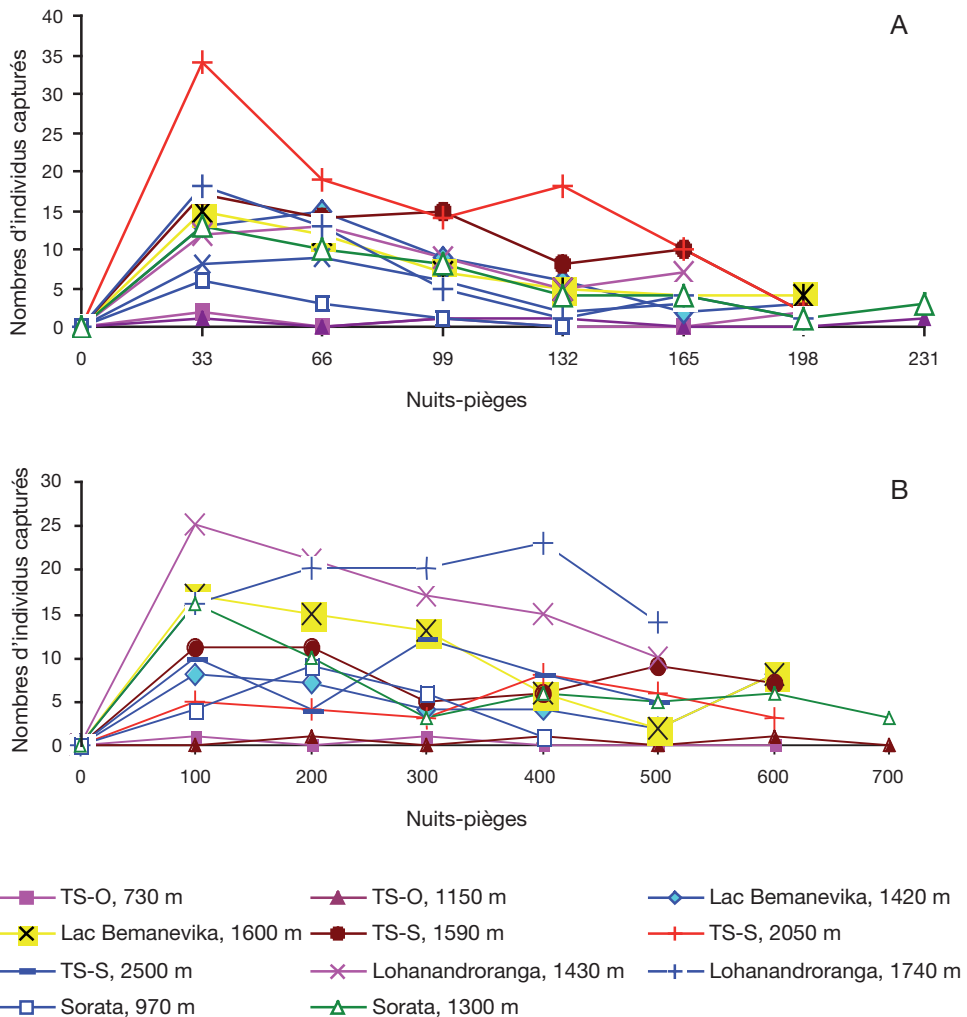 A
Nombres d'individus capturés
40
35
30
25
20
15
10
5
0
0 33 66 99 132 165 198 231
Nuits-pièges
B
Nombres d'individus capturés
30
25
20
15
10
5
0
0 100 200 300 400 500 600 700
Nuits-pièges
TS-O, 730 m TS-O, 1150 m Lac Bemanevika, 1420 m
Lac Bemanevika, 1600 m TS-S, 1590 m TS-S, 2050 m
TS-S, 2500 m Lohanandroranga, 1430 m Lohanandroranga, 1740 m
Sorata, 970 m Sorata, 1300 m